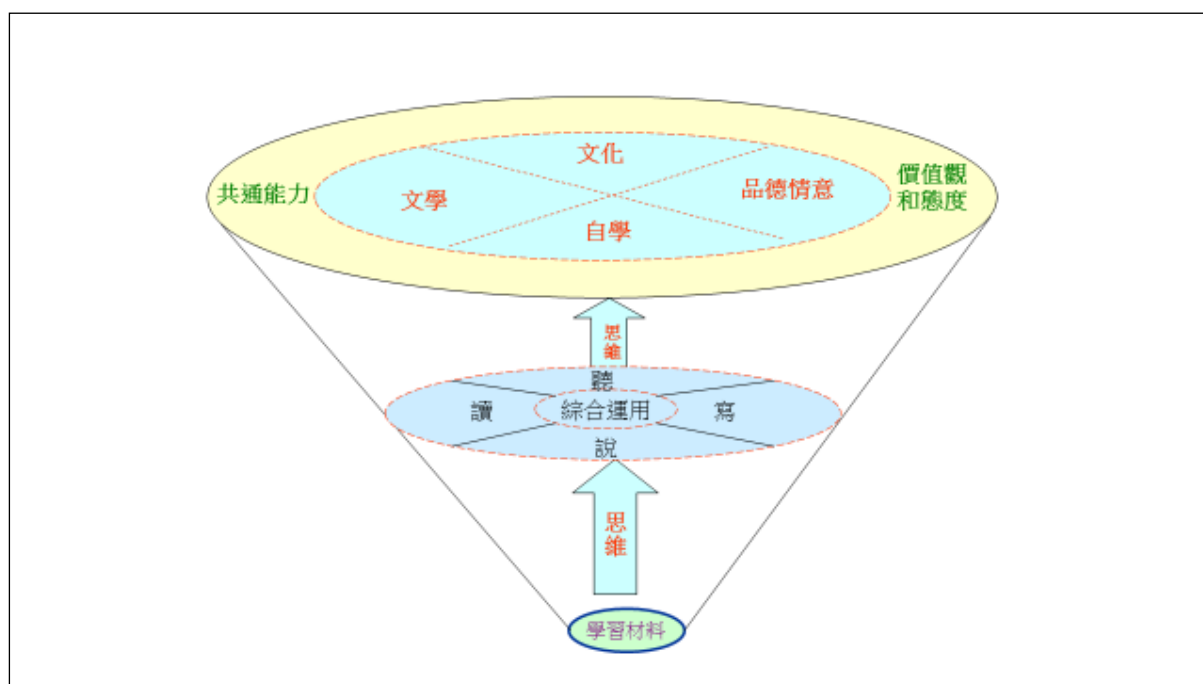 文化
共通能力
文學
品德情意
價值觀
和態度
自學
思
維
聽
讀
綜合運用
寫
說
思
維
學習材料